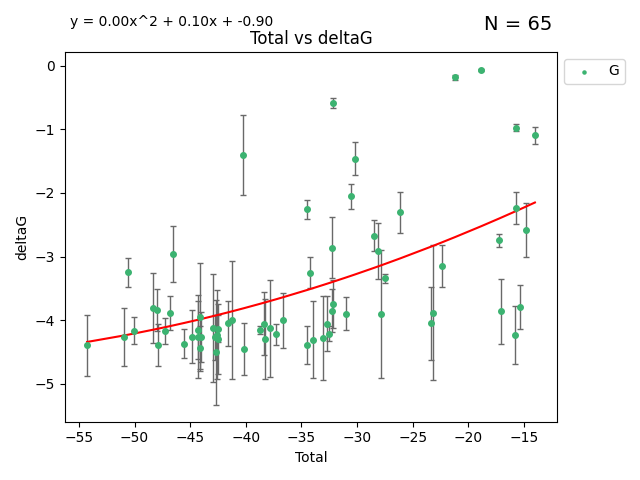 y = 0.00x^2 + 0.10x + -0.90
N = 65
Total vs deltaG
G
0
−1
−2
−3
−4
−5
deltaG
−55 −50 −45 −40 −35 −30 −25 −20 −15
Total